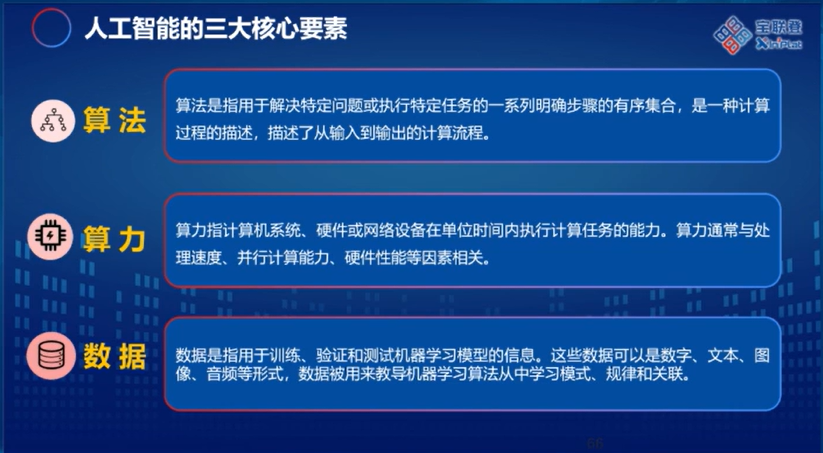 人工智能的三大核心要素
宝联登
XinPlat
算法
算法是指用于解决特定问题或执行特定任务的一系列明确步骤的有序集合，是一种计算
过程的描述，描述了从输入到输出的计算流程。
算力
算力指计算机系统、硬件或网络设备在单位时间内执行计算任务的能力。算力通常与处
理速度、并行计算能力、硬件性能等因素相关。
数据
数据是指用于训练、验证和测试机器学习模型的信息。这些数据可以是数字、文本、图
像、音频等形式，数据被用来教导机器学习算法从中学习模式、规律和关联。
66